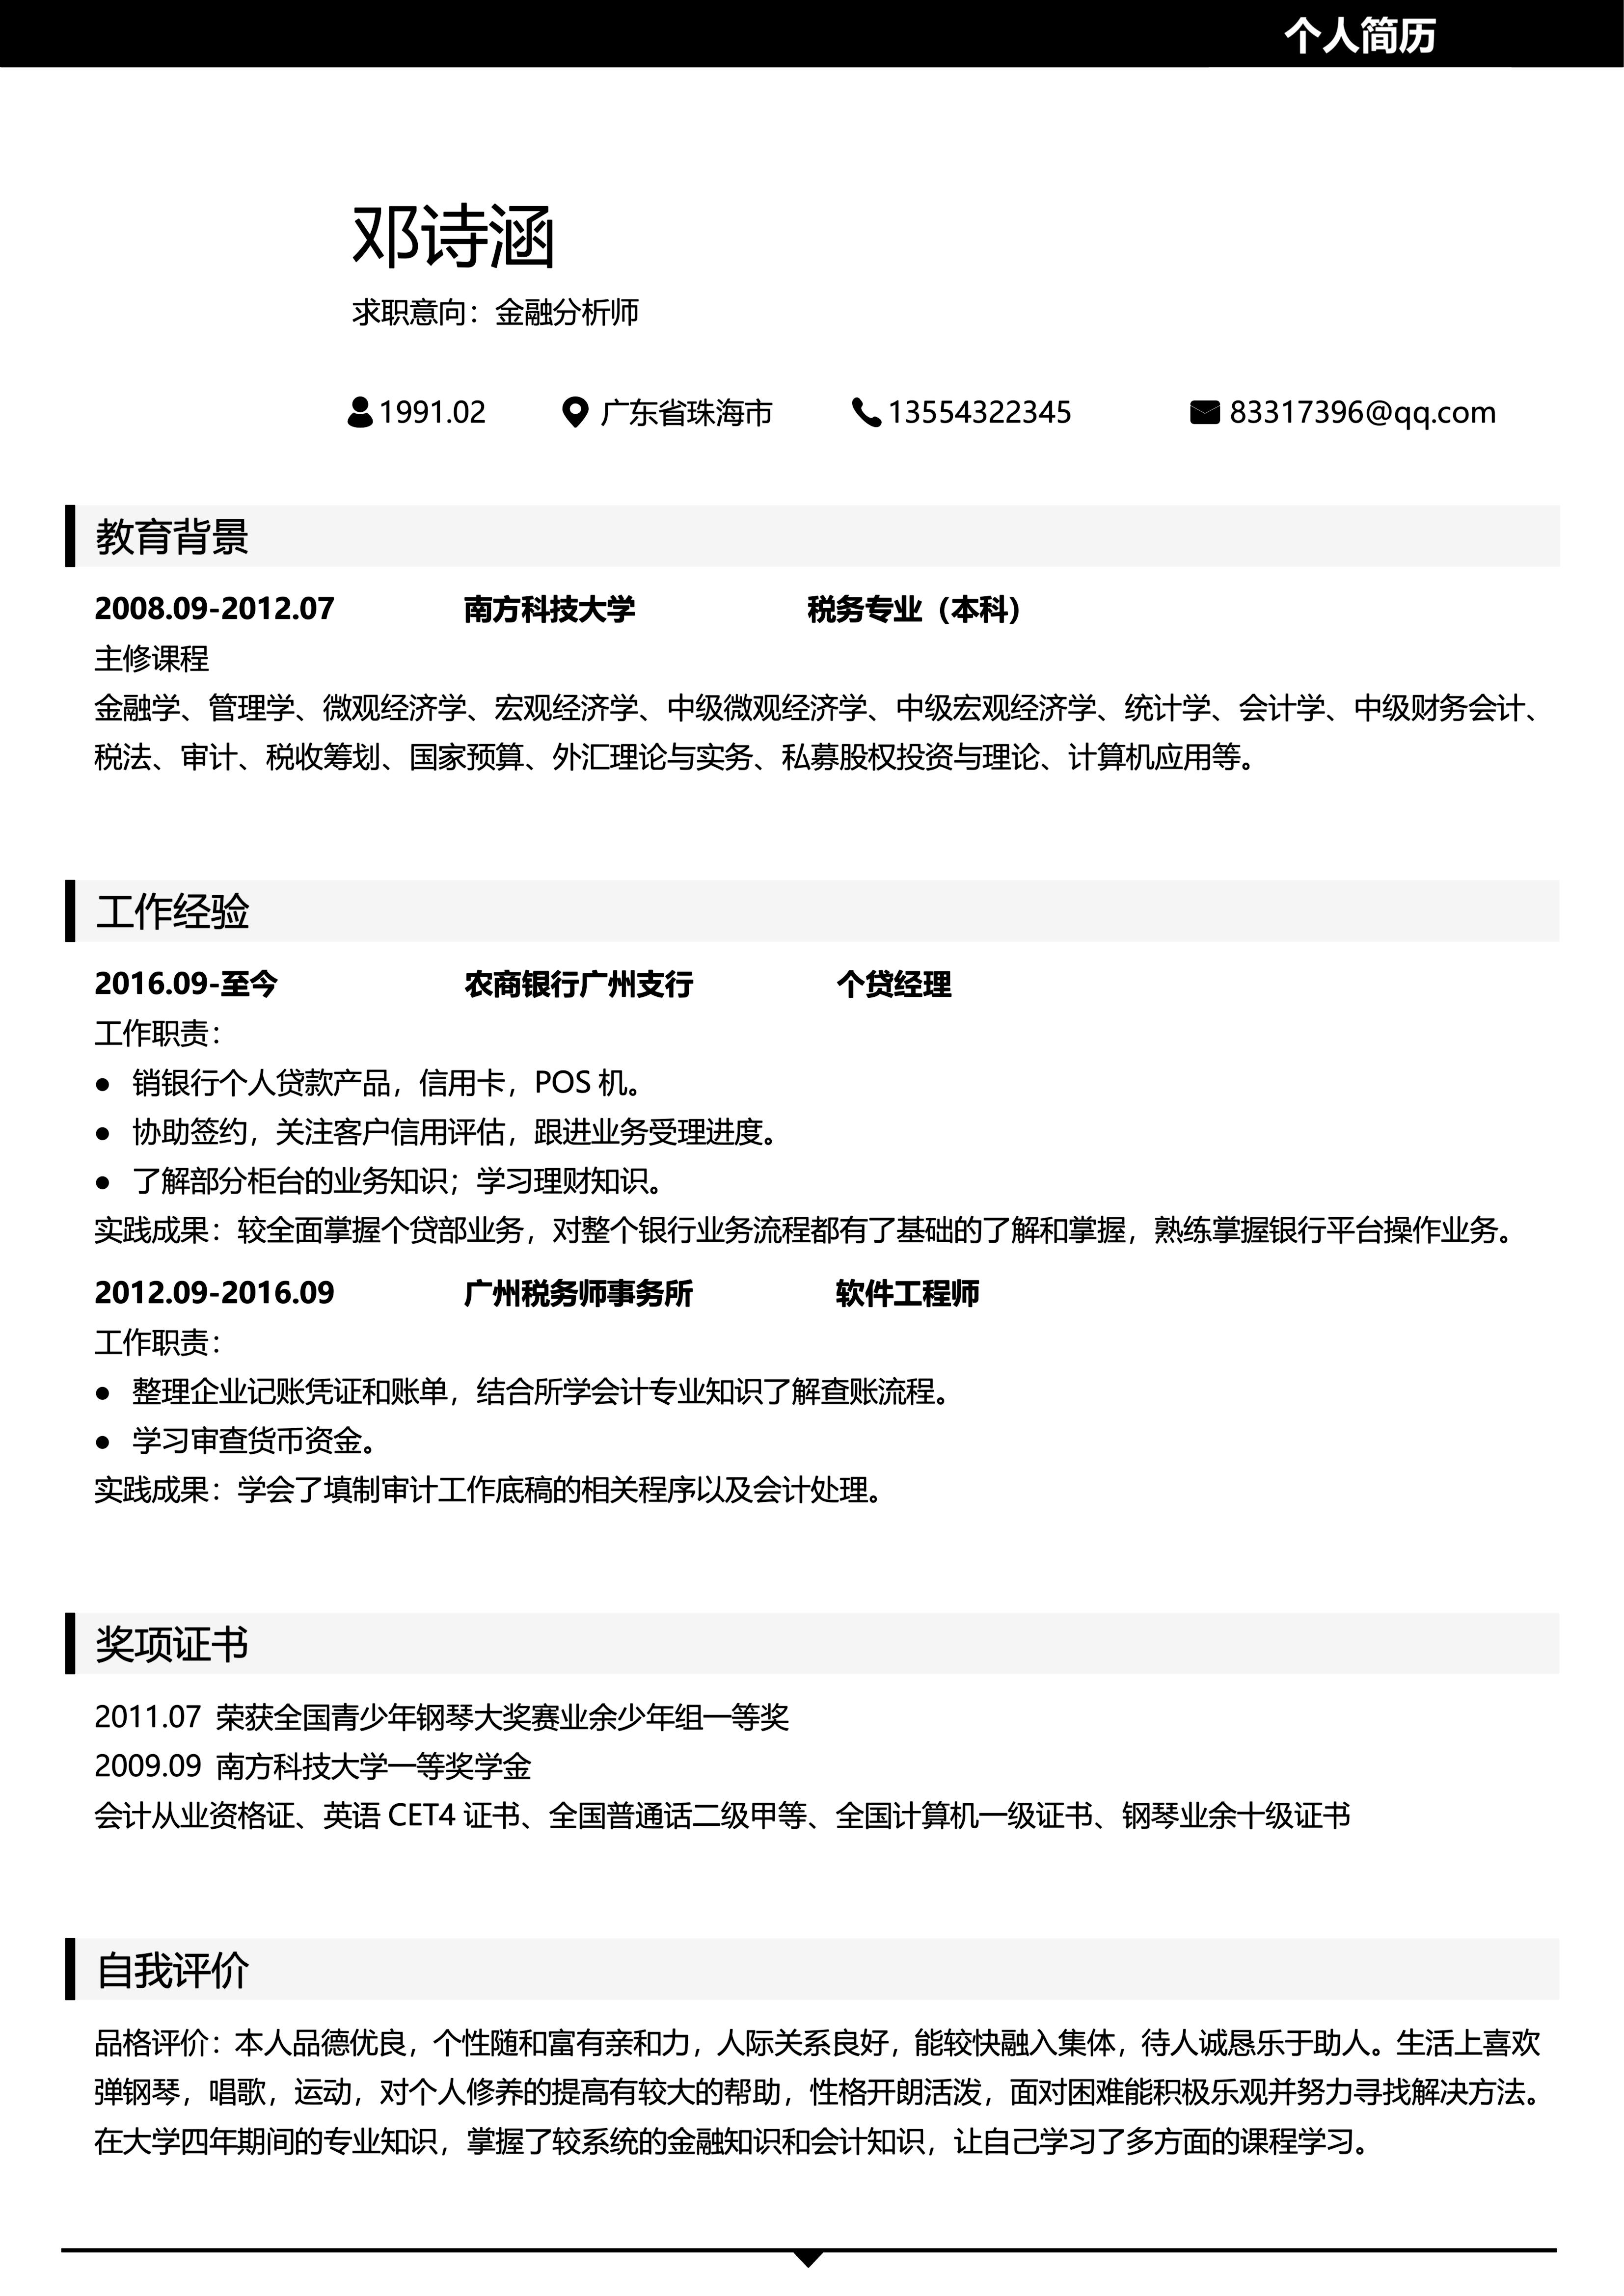 个人简历
邓诗涵
求职意向：金融分析师
1991.02 广东省珠海市 13554322345 83317396@qq.com
教育背景
2008.09-2012.07 南方科技大学 税务专业（本科）
主修课程
金融学、管理学、微观经济学、宏观经济学、中级微观经济学、中级宏观经济学、统计学、会计学、中级财务会计、
税法、审计、税收筹划、国家预算、外汇理论与实务、私募股权投资与理论、计算机应用等。
工作经验
2016.09-至今 农商银行广州支行 个贷经理
工作职责：
● 销银行个人贷款产品，信用卡，POS 机。
● 协助签约，关注客户信用评估，跟进业务受理进度。
● 了解部分柜台的业务知识；学习理财知识。
实践成果：较全面掌握个贷部业务，对整个银行业务流程都有了基础的了解和掌握，熟练掌握银行平台操作业务。
2012.09-2016.09 广州税务师事务所 软件工程师
工作职责：
● 整理企业记账凭证和账单，结合所学会计专业知识了解查账流程。
● 学习审查货币资金。
实践成果：学会了填制审计工作底稿的相关程序以及会计处理。
奖项证书
2011.07 荣获全国青少年钢琴大奖赛业余少年组一等奖
2009.09 南方科技大学一等奖学金
会计从业资格证、英语 CET4 证书、全国普通话二级甲等、全国计算机一级证书、钢琴业余十级证书
自我评价
品格评价：本人品德优良，个性随和富有亲和力，人际关系良好，能较快融入集体，待人诚恳乐于助人。生活上喜欢
弹钢琴，唱歌，运动，对个人修养的提高有较大的帮助，性格开朗活泼，面对困难能积极乐观并努力寻找解决方法。
在大学四年期间的专业知识，掌握了较系统的金融知识和会计知识，让自己学习了多方面的课程学习。